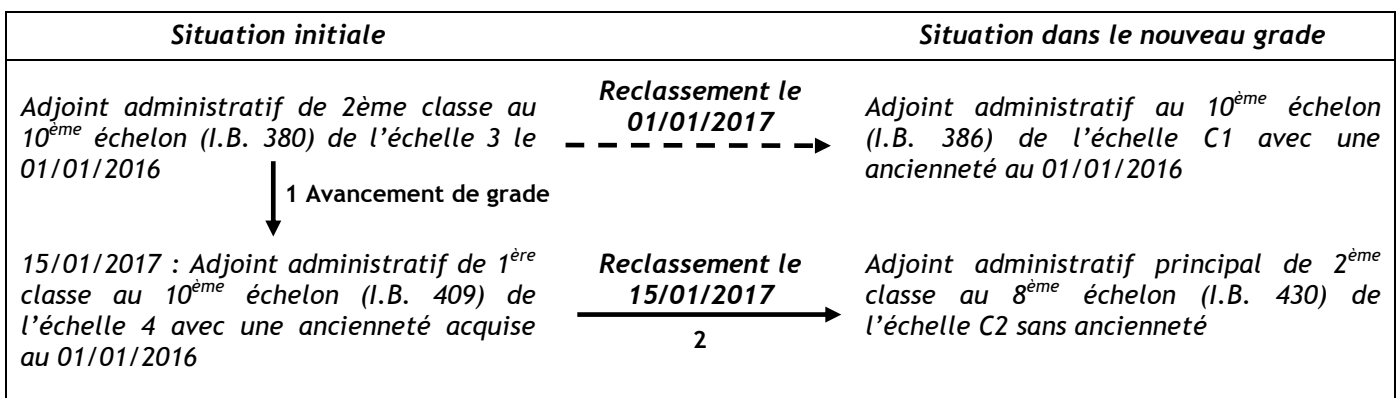 Situation initiale
Situation dans le nouveau grade
Adjoint administratif de 2ème classe au
10ème échelon (I.B. 380) de l'échelle 3 le
01/01/2016
Reclassement le
01/01/2017
Adjoint administratif au 10ème échelon
(I.B. 386) de l'échelle C1 avec une
ancienneté au 01/01/2016
1 Avancement de grade
15/01/2017 : Adjoint administratif de 1ère
classe au 10ème échelon (I.B. 409) de
l'échelle 4 avec une ancienneté acquise
au 01/01/2016
Reclassement le
15/01/2017
2
Adjoint administratif principal de 2ème
classe au 8ème échelon (I.B. 430) de
l'échelle C2 sans ancienneté